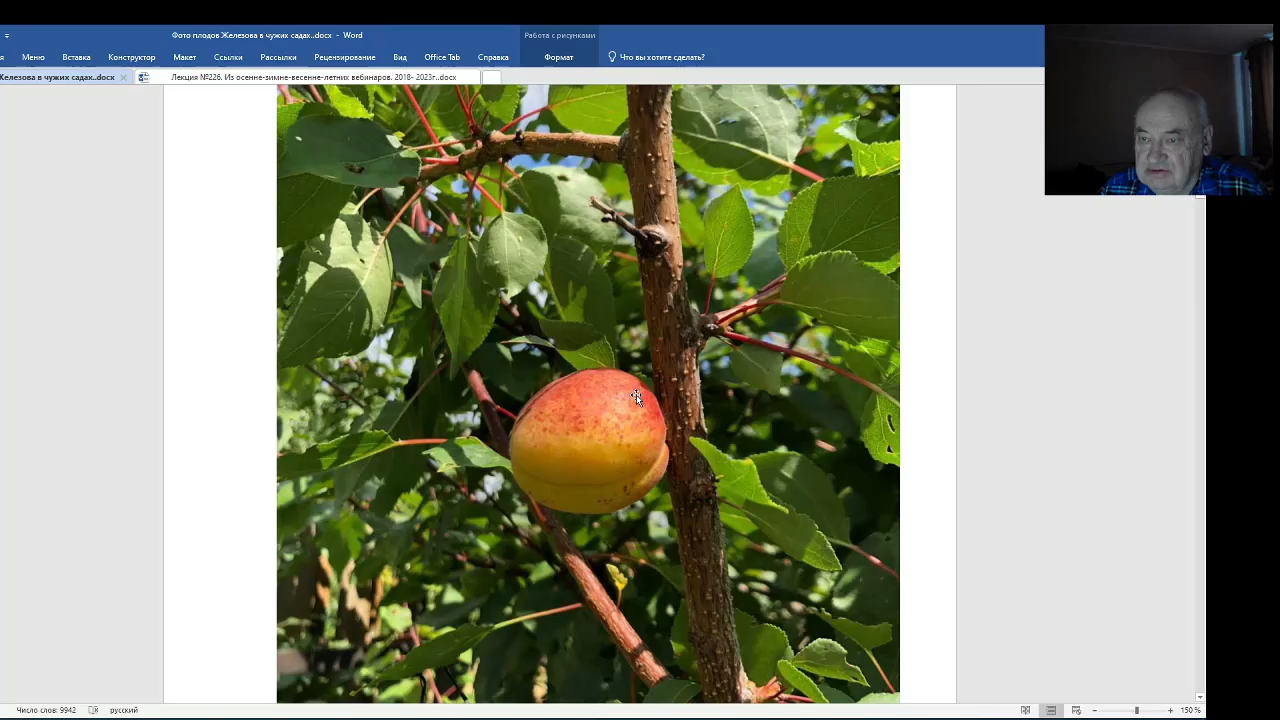 Фото плодов Железова в чужих садах..docx - Word
Работа с рисунками
Меню Вставка Конструктор Макет Ссылки Рассылки Рецензирование Вид Office Tab Справка Формат Что вы хотите сделать?
Железова в чужих садах..docx
Лекция №226. Из осенне-зимне-весенне-летних вебинаров. 2018- 2023г..docx
Число слов: 9942 русский 150 %